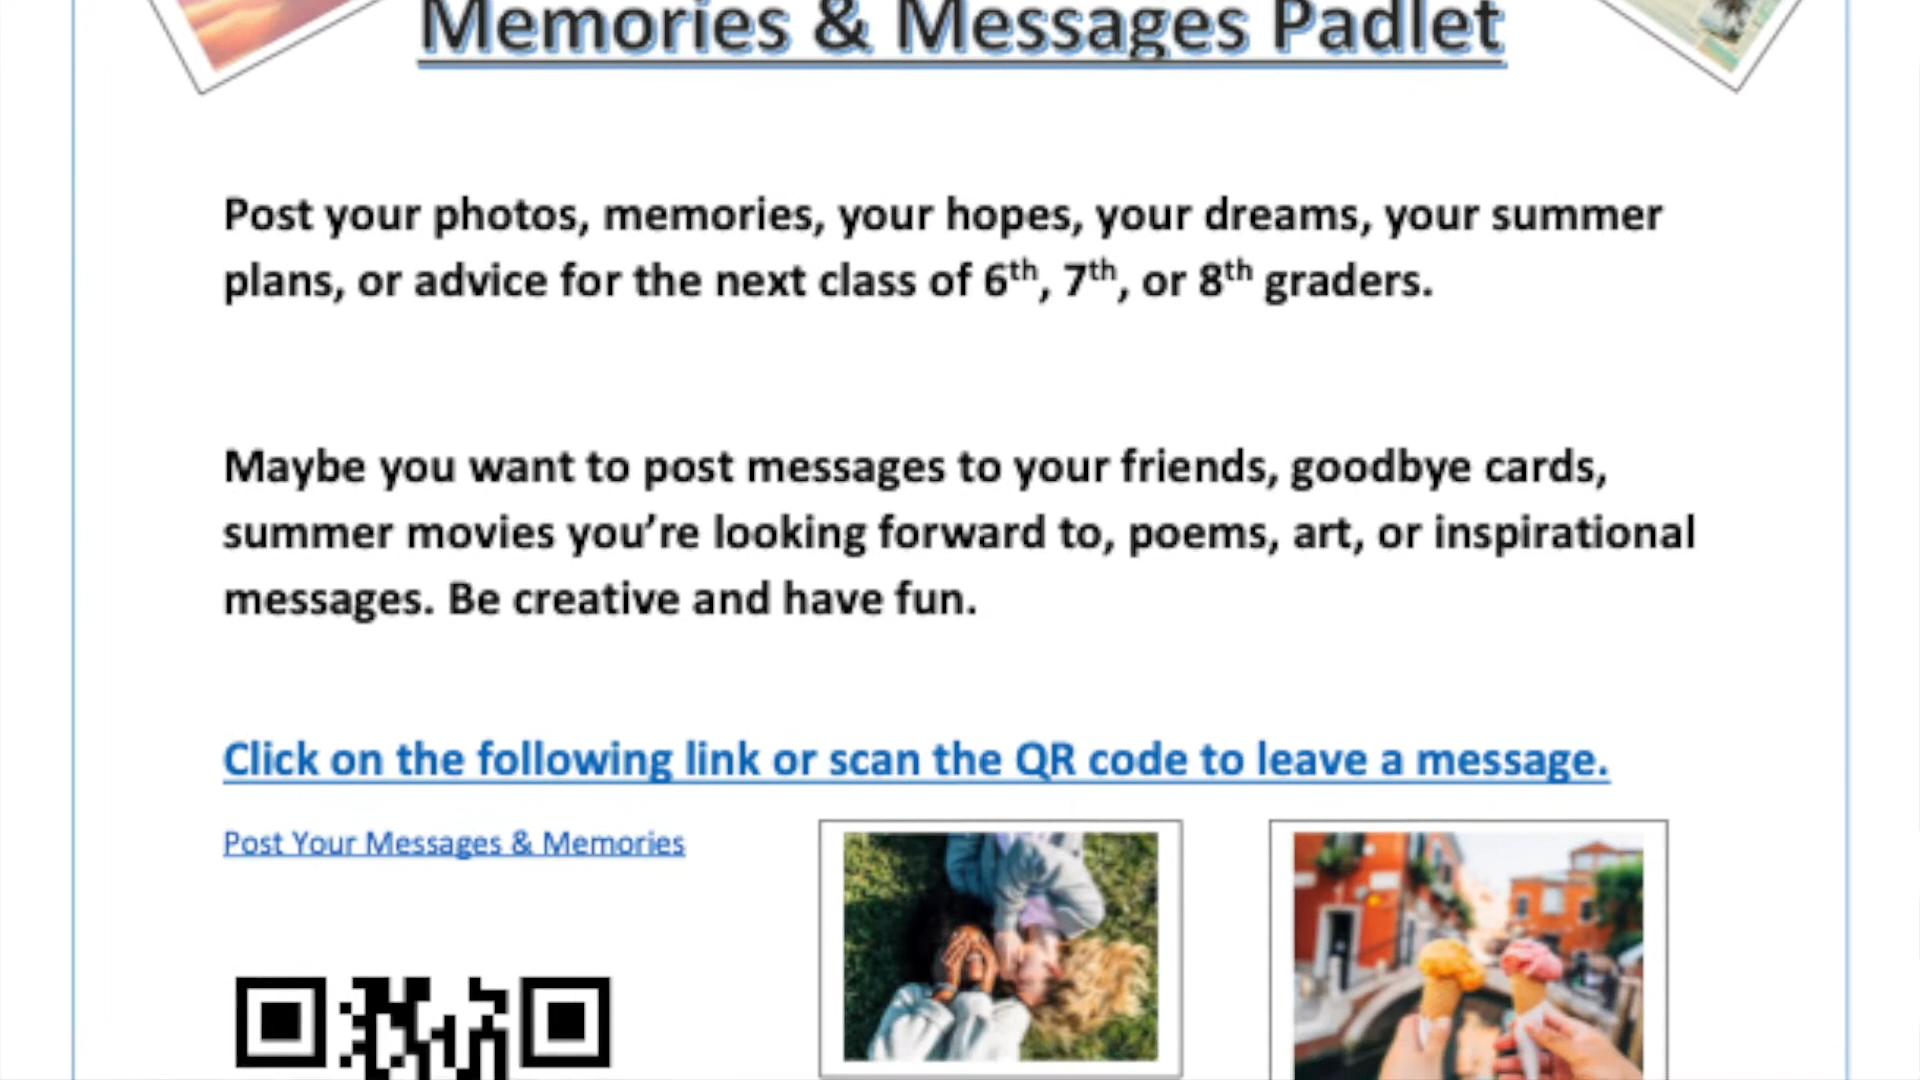 Memories & Messages Padlet
Post your photos, memories, your hopes, your dreams, your summer
plans, or advice for the next class of 6th, 7th, or 8th graders.
Maybe you want to post messages to your friends, goodbye cards,
summer movies you’re looking forward to, poems, art, or inspirational
messages. Be creative and have fun.
Click on the following link or scan the QR code to leave a message.
Post Your Messages & Memories